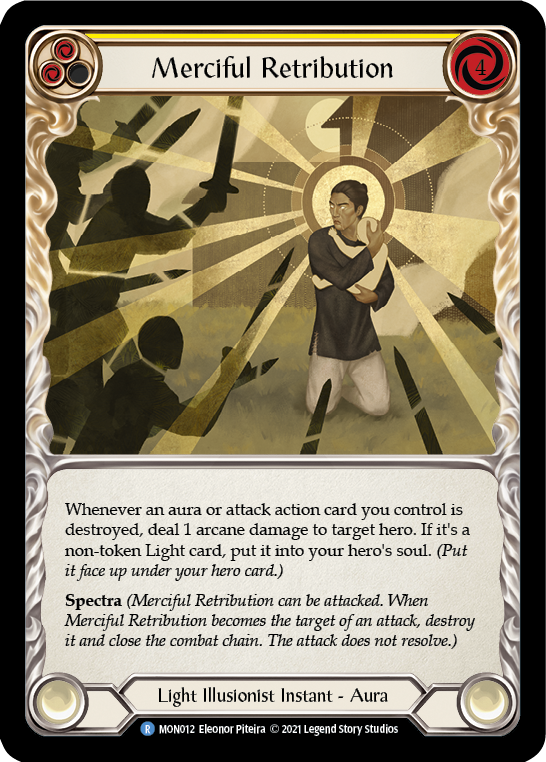 Merciful Retribution
4
Whenever an aura or attack action card you control is
destroyed, deal 1 arcane damage to target hero. If it's a
non-token Light card, put it into your hero's soul. (Put
it face up under your hero card.)
Spectra (Merciful Retribution can be attacked. When
Merciful Retribution becomes the target of an attack, destroy
it and close the combat chain. The attack does not resolve.)
Light Illusionist Instant - Aura
R MON012 Eleonor Piteira © 2021 Legend Story Studios